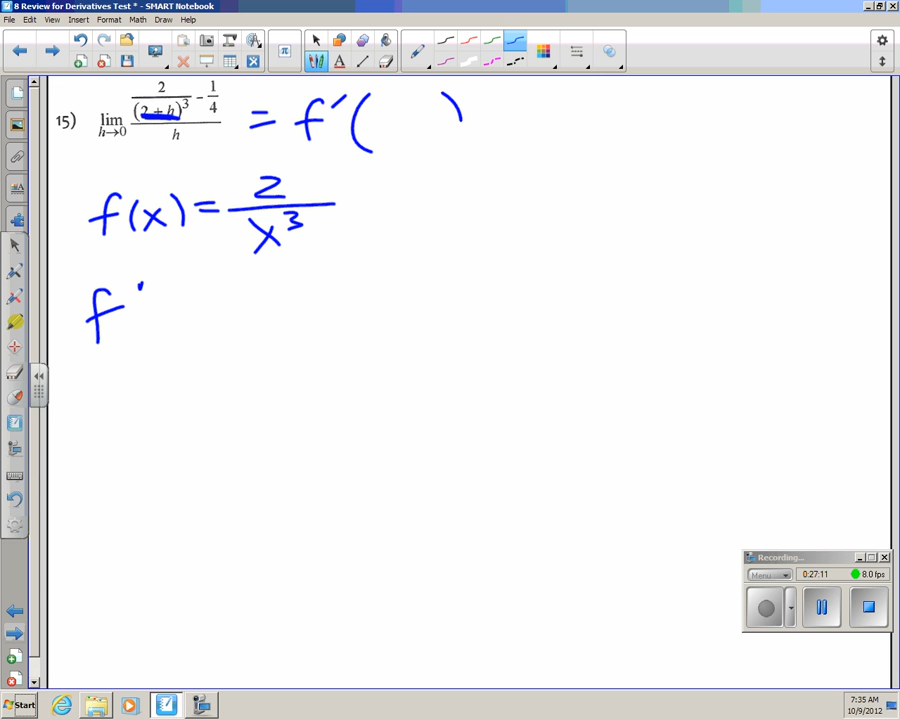 8 Review for Derivatives Test * - SMART Notebook
File Edit View Insert Format Math Draw Help
15) lim h→0 (2/(2+h)³ - 1/4)/h = f'( )
f(x) = 2/x³
f'
Recording...
Menu 0:27:11 8.0 fps
Start 7:35 AM
10/9/2012